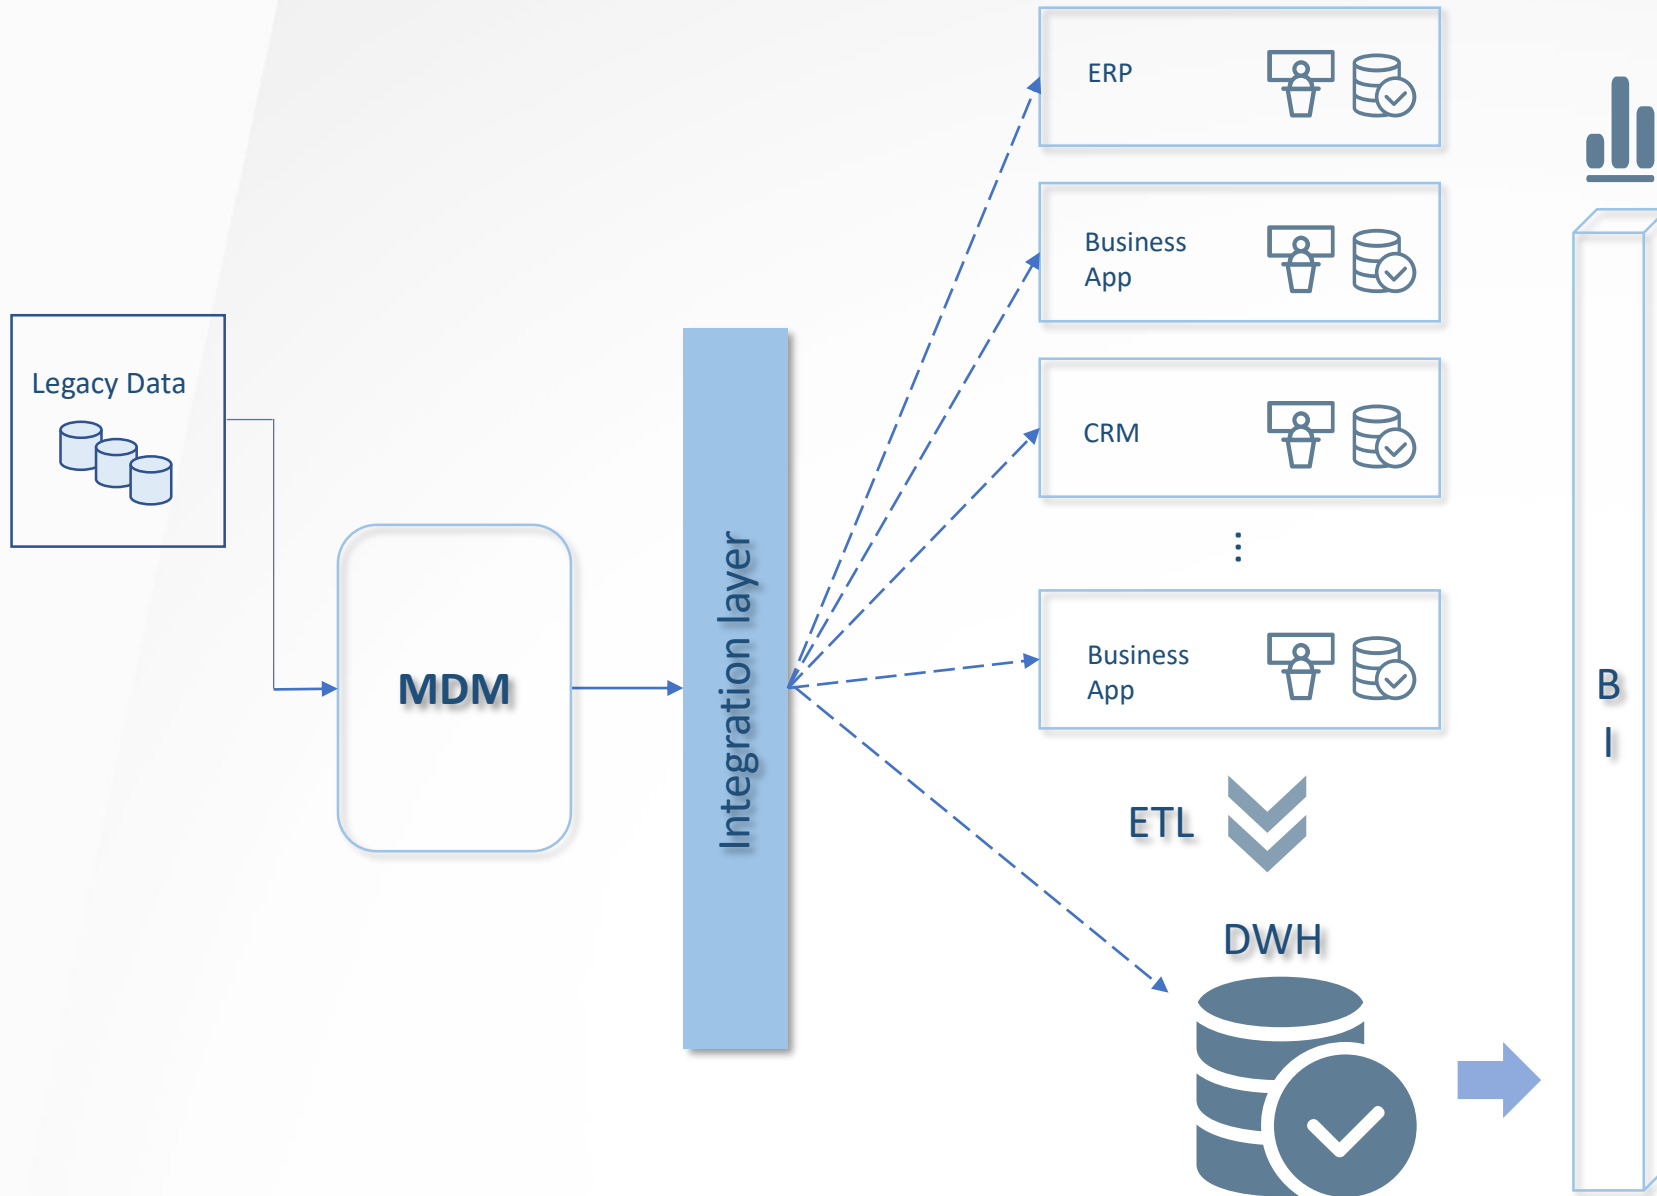 ERP
Business
App
Legacy Data
CRM
MDM
Integration layer
Business
App
B
I
ETL
DWH